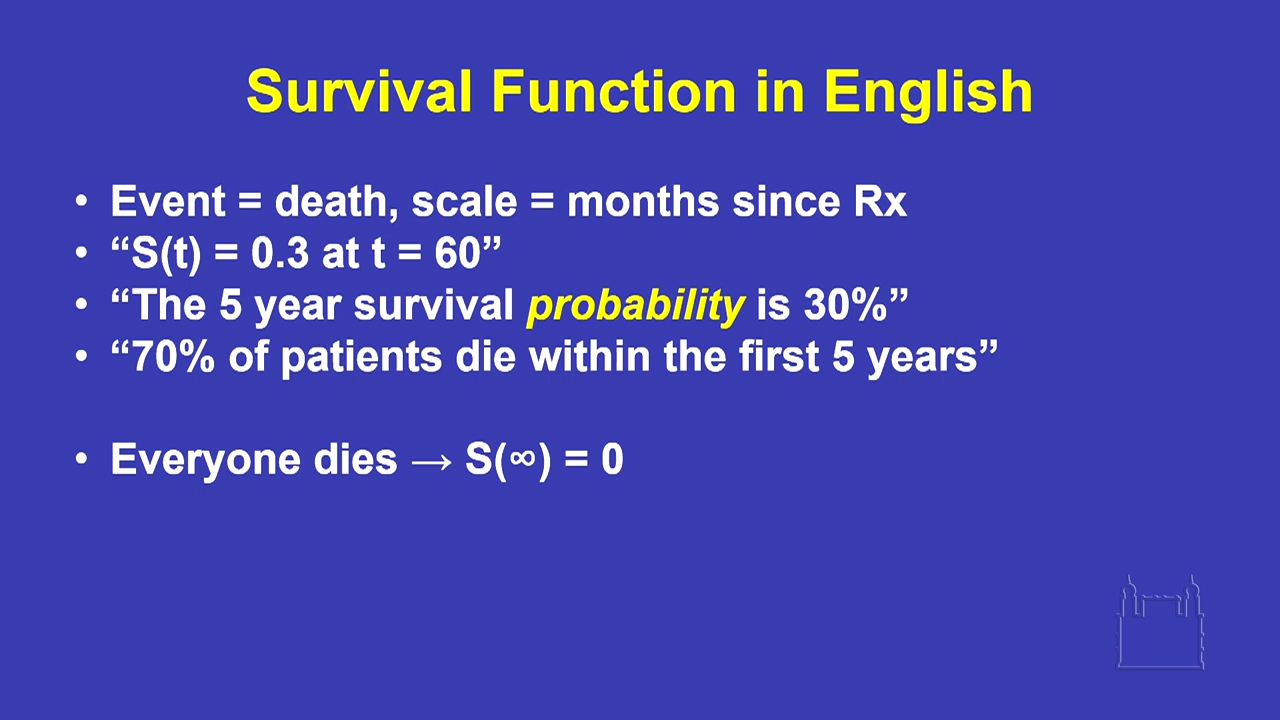 Survival Function in English
• Event = death, scale = months since Rx
• “S(t) = 0.3 at t = 60”
• “The 5 year survival probability is 30%”
• “70% of patients die within the first 5 years”
• Everyone dies → S(∞) = 0